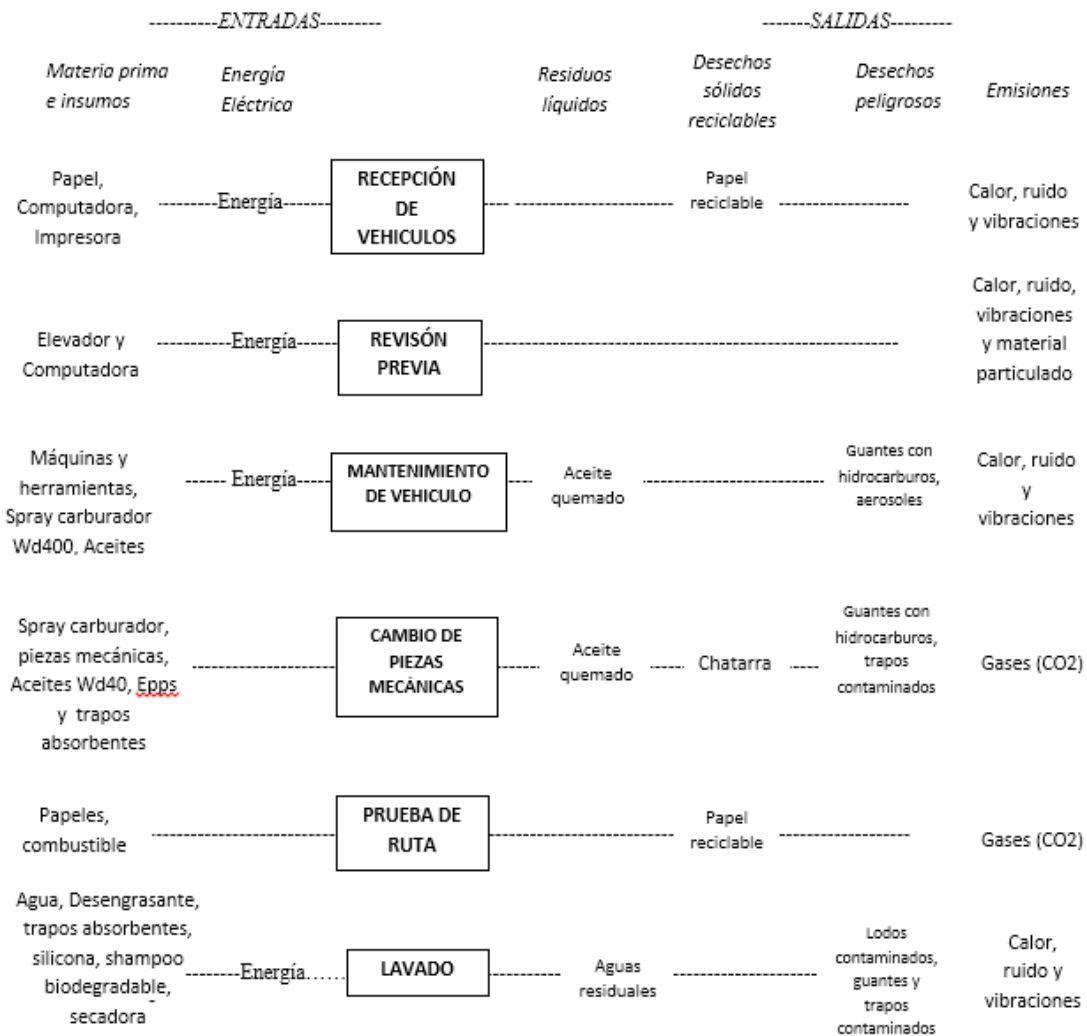 ----------ENTRADAS---------
-------SALIDAS--------
Materia prima
e insumos
Energía
Eléctrica
Residuos
líquidos
Desechos
sólidos
reciclables
Desechos
peligrosos
Emisiones
Papel,
Computadora,
Impresora
Energía
RECEPCIÓN
DE
VEHICULOS
Papel
reciclable
Calor, ruido
y vibraciones
Elevador y
Computadora
Energía
REVISÓN
PREVIA
Calor, ruido,
vibraciones
y material
particulado
Máquinas y
herramientas,
Spray carburador
Wd400, Aceites
Energía
MANTENIMIENTO
DE VEHICULO
Aceite
quemado
Guantes con
hidrocarburos,
aerosoles
Calor, ruido
y
vibraciones
Spray carburador,
piezas mecánicas,
Aceites Wd40, Epps
y trapos
absorbentes
CAMBIO DE
PIEZAS
MECÁNICAS
Aceite
quemado
Chatarra
Guantes con
hidrocarburos,
trapos
contaminados
Gases (CO2)
Papeles,
combustible
PRUEBA DE
RUTA
Papel
reciclable
Gases (CO2)
Agua, Desengrasante,
trapos absorbentes,
silicona, shampoo
biodegradable,
secadora
Energía......
LAVADO
Aguas
residuales
Lodos
contaminados,
guantes y
trapos
contaminados
Calor,
ruido y
vibraciones